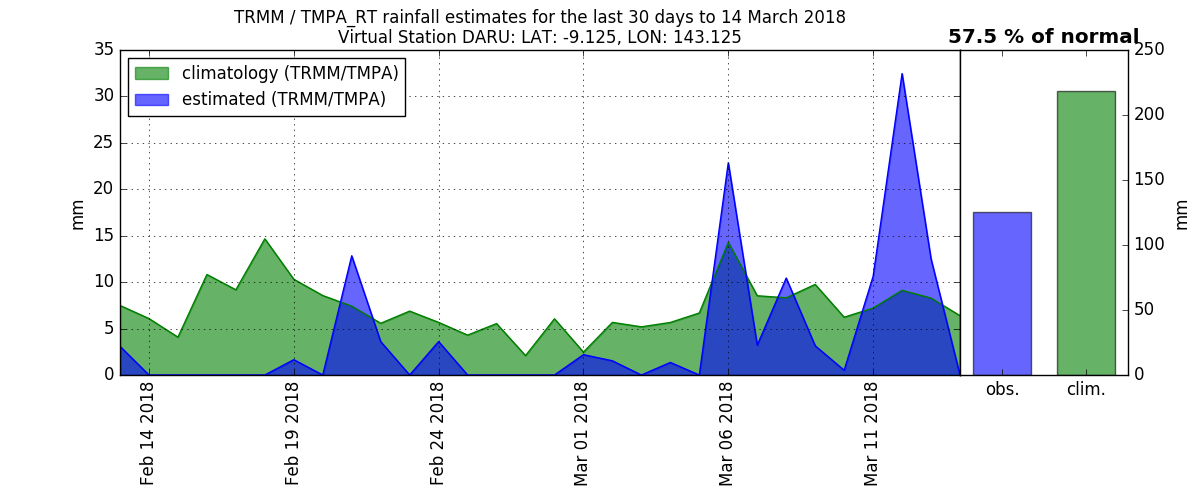 TRMM / TMPA_RT rainfall estimates for the last 30 days to 14 March 2018
Virtual Station DARU: LAT: -9.125, LON: 143.125
57.5 % of normal
climatology (TRMM/TMPA)
estimated (TRMM/TMPA)
mm
35
30
25
20
15
10
5
0
Feb 14 2018
Feb 19 2018
Feb 24 2018
Mar 01 2018
Mar 06 2018
Mar 11 2018
250
200
150
100
50
0
mm
obs.
clim.